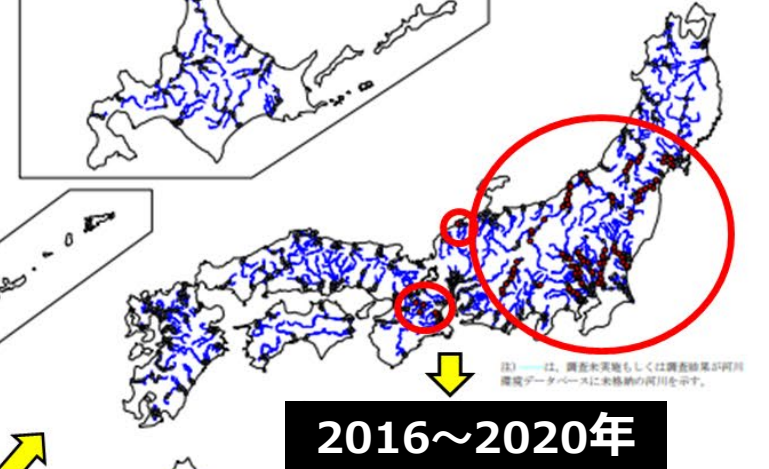 注) は、調査未実施もしくは調査結果が河川
環境データベースに未格納の河川を示す。
2016～2020年